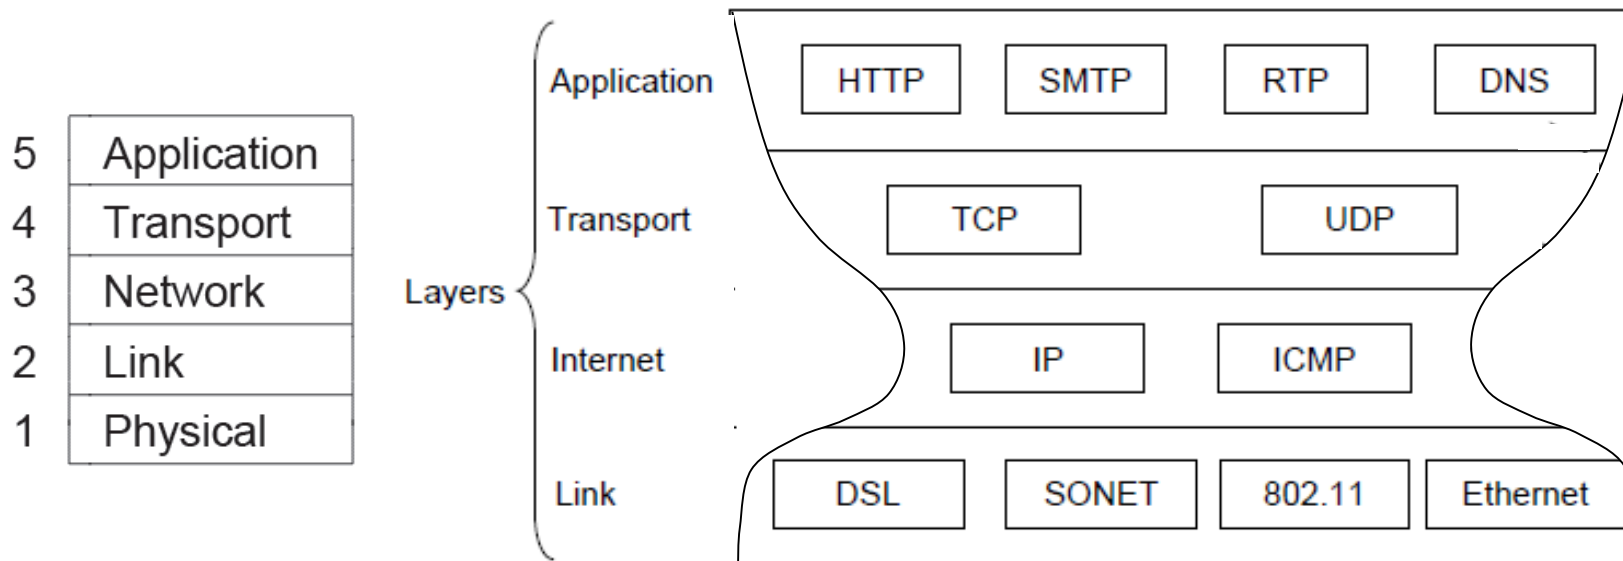 5 Application
4 Transport
3 Network
2 Link
1 Physical
Layers
Application HTTP SMTP RTP DNS
Transport TCP UDP
Internet IP ICMP
Link DSL SONET 802.11 Ethernet